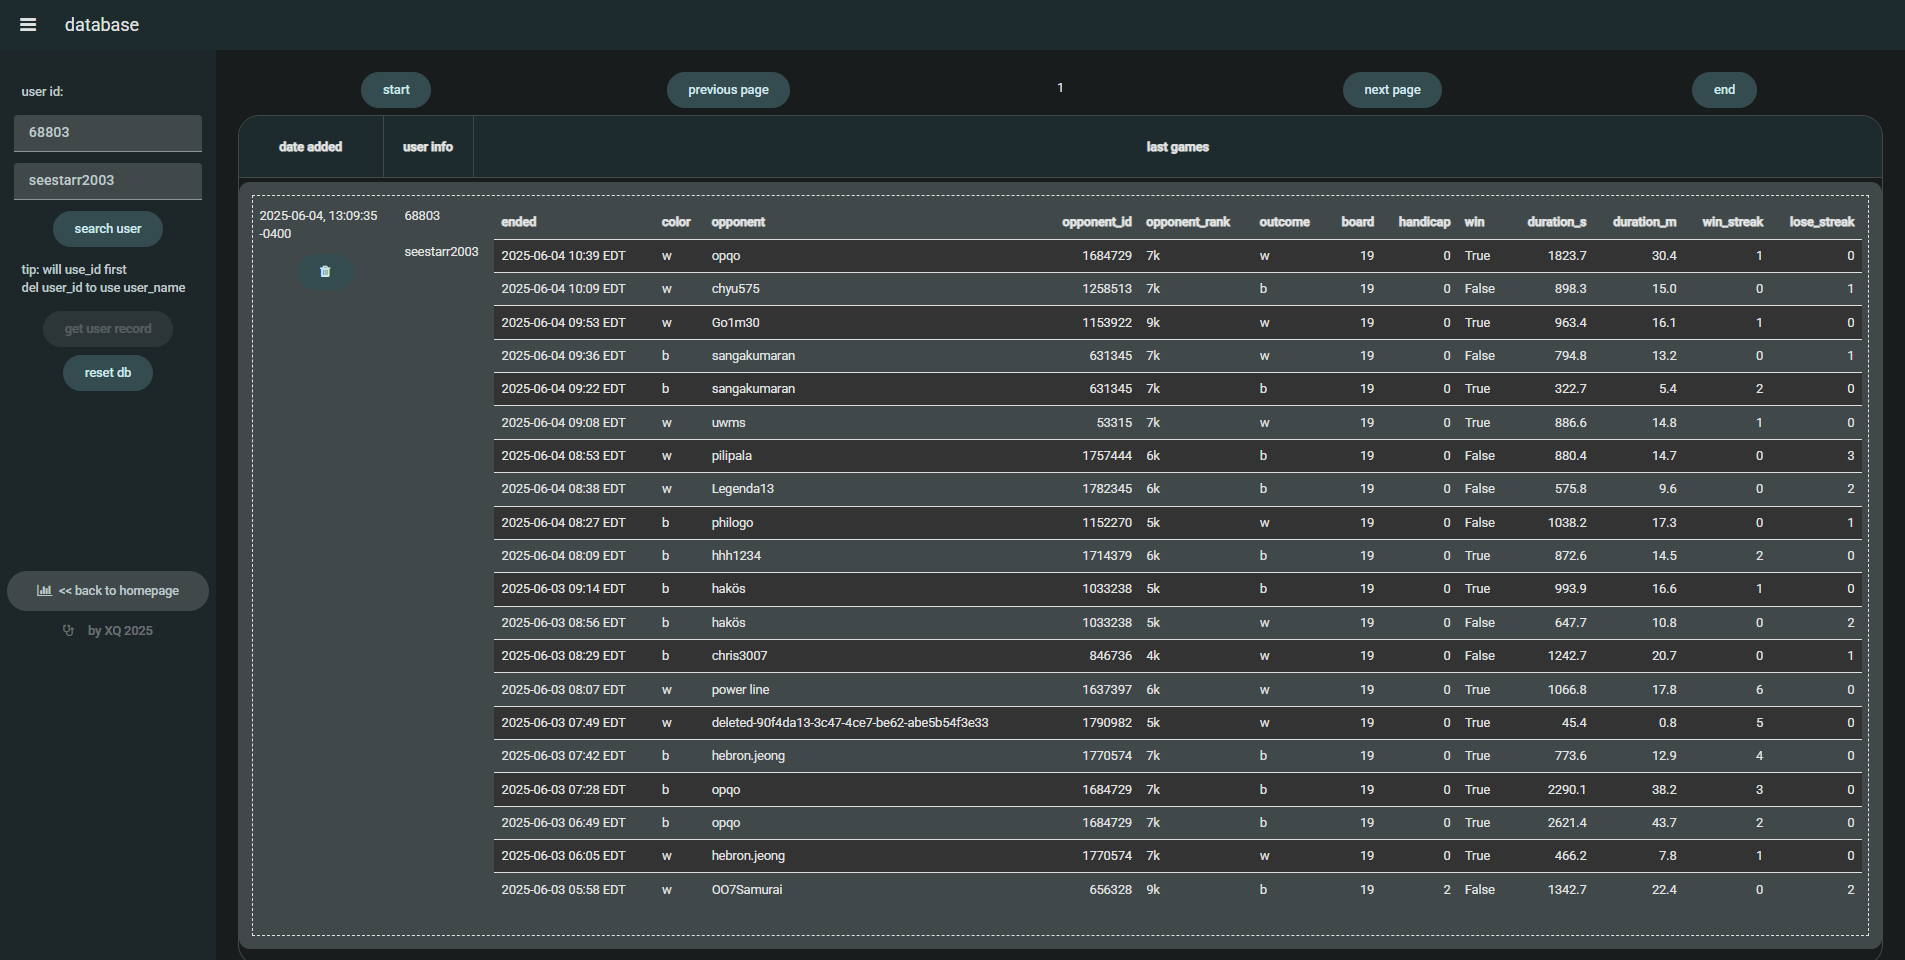 database
user id:
68803
seestarr2003
search user
tip: will use_id first
del user_id to use user_name
get user record
reset db
<< back to homepage
by XQ 2025
start previous page 1 next page end
date added user info last games
2025-06-04, 13:09:35
-0400
68803
seestarr2003
ended color opponent opponent_id opponent_rank outcome board handicap win duration_s duration_m win_streak lose_streak
2025-06-04 10:39 EDT w opqo 1684729 7k w 19 0 True 1823.7 30.4 1 0
2025-06-04 10:09 EDT w chyu575 1258513 7k b 19 0 False 898.3 15.0 0 1
2025-06-04 09:53 EDT w Go1m30 1153922 9k w 19 0 True 963.4 16.1 1 0
2025-06-04 09:36 EDT b sangakumaran 631345 7k w 19 0 False 794.8 13.2 0 1
2025-06-04 09:22 EDT b sangakumaran 631345 7k b 19 0 True 322.7 5.4 2 0
2025-06-04 09:08 EDT w uwms 53315 7k w 19 0 True 886.6 14.8 1 0
2025-06-04 08:53 EDT w pilipala 1757444 6k b 19 0 False 880.4 14.7 0 3
2025-06-04 08:38 EDT w Legenda13 1782345 6k b 19 0 False 575.8 9.6 0 2
2025-06-04 08:27 EDT b philogo 1152270 5k w 19 0 False 1038.2 17.3 0 1
2025-06-04 08:09 EDT b hhh1234 1714379 6k b 19 0 True 872.6 14.5 2 0
2025-06-03 09:14 EDT b hakös 1033238 5k b 19 0 True 993.9 16.6 1 0
2025-06-03 08:56 EDT b hakös 1033238 5k w 19 0 False 647.7 10.8 0 2
2025-06-03 08:29 EDT b chris3007 846736 4k w 19 0 False 1242.7 20.7 0 1
2025-06-03 08:07 EDT w power line 1637397 6k w 19 0 True 1066.8 17.8 6 0
2025-06-03 07:49 EDT w deleted-90f4da13-3c47-4ce7-be62-abe5b54f3e33 1790982 5k w 19 0 True 45.4 0.8 5 0
2025-06-03 07:42 EDT b hebron.jeong 1770574 7k b 19 0 True 773.6 12.9 4 0
2025-06-03 07:28 EDT b opqo 1684729 7k b 19 0 True 2290.1 38.2 3 0
2025-06-03 06:49 EDT b opqo 1684729 7k b 19 0 True 2621.4 43.7 2 0
2025-06-03 06:05 EDT w hebron.jeong 1770574 7k w 19 0 True 466.2 7.8 1 0
2025-06-03 05:58 EDT w OO7Samurai 656328 9k b 19 2 False 1342.7 22.4 0 2